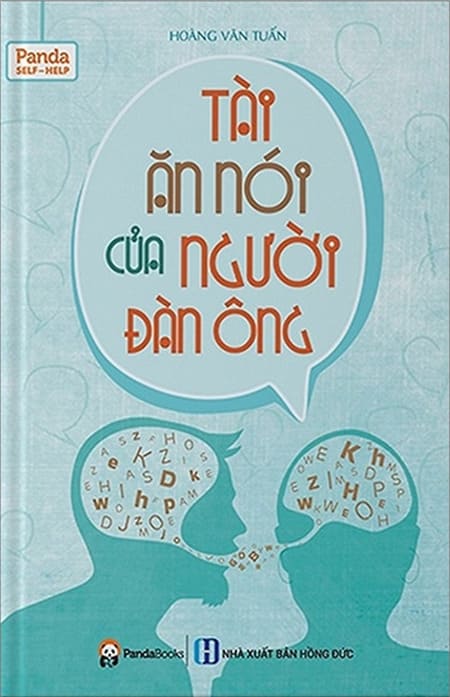 HOÀNG VĂN TUẤN
Panda
SELF-HELP
TÀI
ĂN NÓI
CỦA NGƯỜI
ĐÀN ÔNG
PandaBooks
NHÀ XUẤT BẢN HỒNG ĐỨC